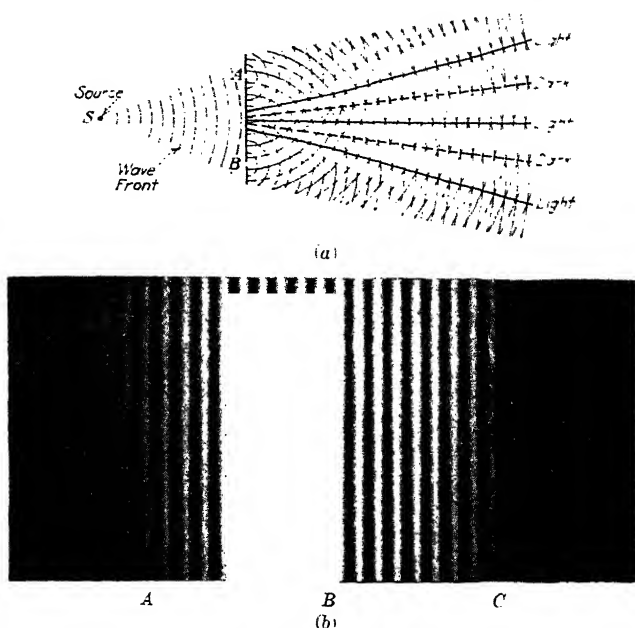 Source
S
A
B
Wave
Front
Light
Dark
Light
Dark
Light
(a)
A B C
(b)